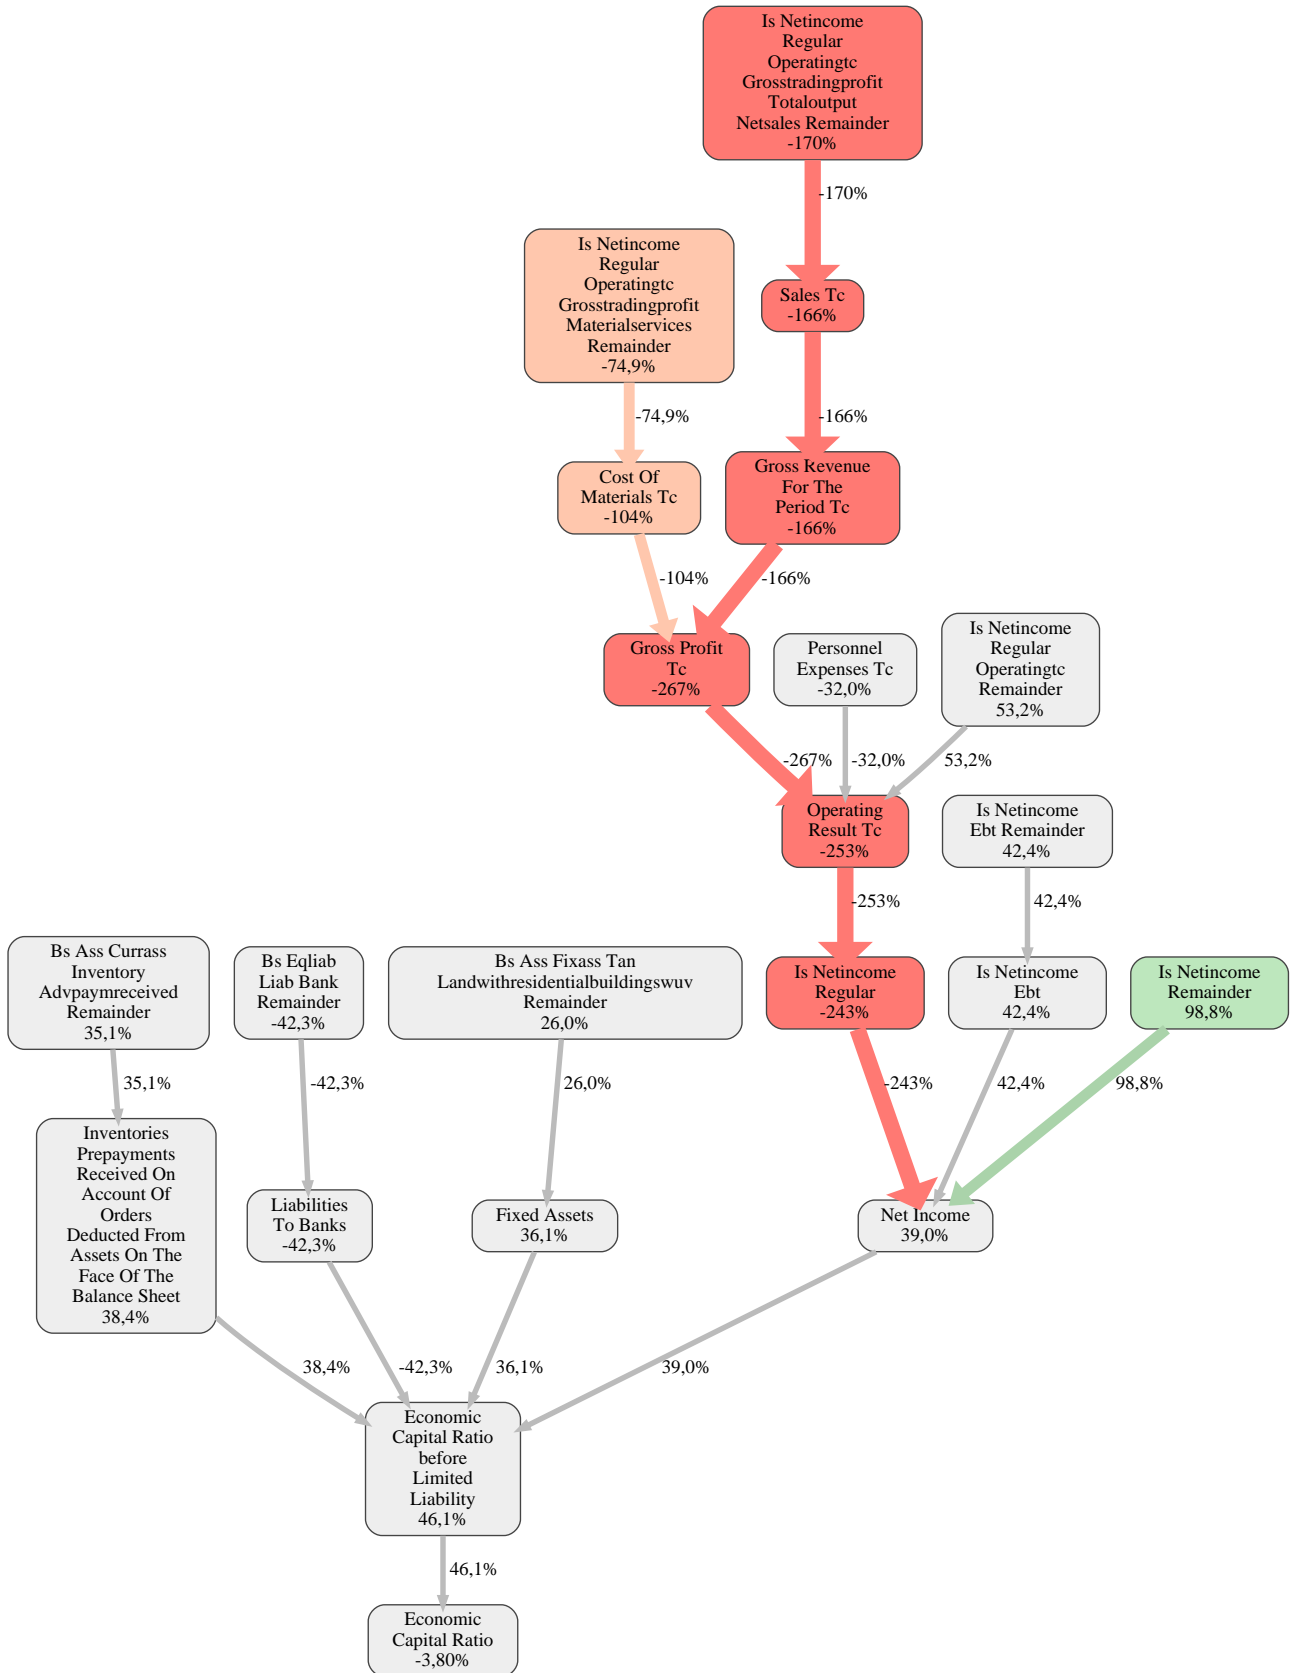 Is Netincome
Regular
Operatingtc
Grosstradingprofit
Totaloutput
Netsales Remainder
-170%
-170%
Is Netincome
Regular
Operatingtc
Grosstradingprofit
Materialservices
Remainder
-74,9%
Sales Tc
-166%
-74,9%
-166%
Cost Of
Materials Tc
-104%
Gross Revenue
For The
Period Tc
-166%
-104%
-166%
Gross Profit
Tc
-267%
Personnel
Expenses Tc
-32,0%
Is Netincome
Regular
Operatingtc
Remainder
53,2%
-267%
-32,0%
53,2%
Operating
Result Tc
-253%
Is Netincome
Ebt Remainder
42,4%
-253%
42,4%
Bs Ass Currass
Inventory
Advpaymreceived
Remainder
35,1%
Bs Eqliab
Liab Bank
Remainder
-42,3%
Bs Ass Fixass Tan
Landwithresidentialbuildingswuv
Remainder
26,0%
Is Netincome
Regular
-243%
Is Netincome
Ebt
42,4%
Is Netincome
Remainder
98,8%
35,1%
-42,3%
26,0%
-243%
42,4%
98,8%
Inventories
Prepayments
Received On
Account Of
Orders
Deducted From
Assets On The
Face Of The
Balance Sheet
38,4%
Liabilities
To Banks
-42,3%
Fixed Assets
36,1%
Net Income
39,0%
38,4%
-42,3%
36,1%
39,0%
Economic
Capital Ratio
before
Limited
Liability
46,1%
46,1%
Economic
Capital Ratio
-3,80%